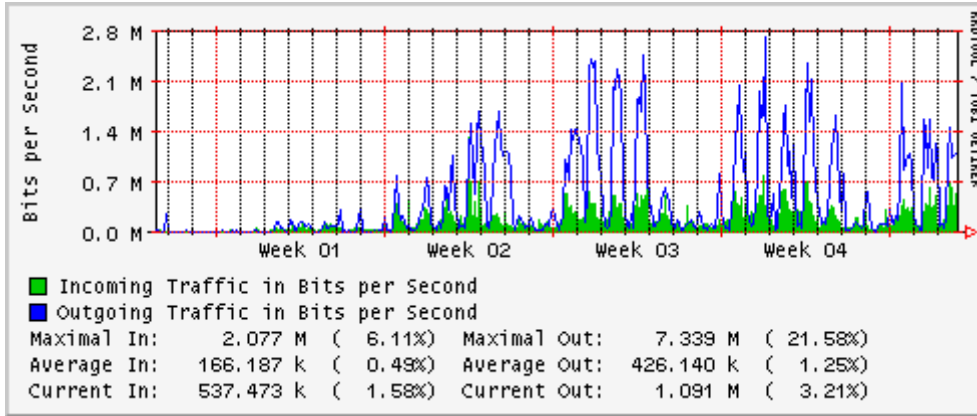 2.8 M
2.1 M
1.4 M
0.7 M
0.0 M
Bits per Second
Week 01 Week 02 Week 03 Week 04
RRDTOOL / TOBI OETIKER
Incoming Traffic in Bits per Second
Outgoing Traffic in Bits per Second
Maximal In: 2.077 M ( 6.11%) Maximal Out: 7.339 M ( 21.58%)
Average In: 166.187 k ( 0.49%) Average Out: 426.140 k ( 1.25%)
Current In: 537.473 k ( 1.58%) Current Out: 1.091 M ( 3.21%)